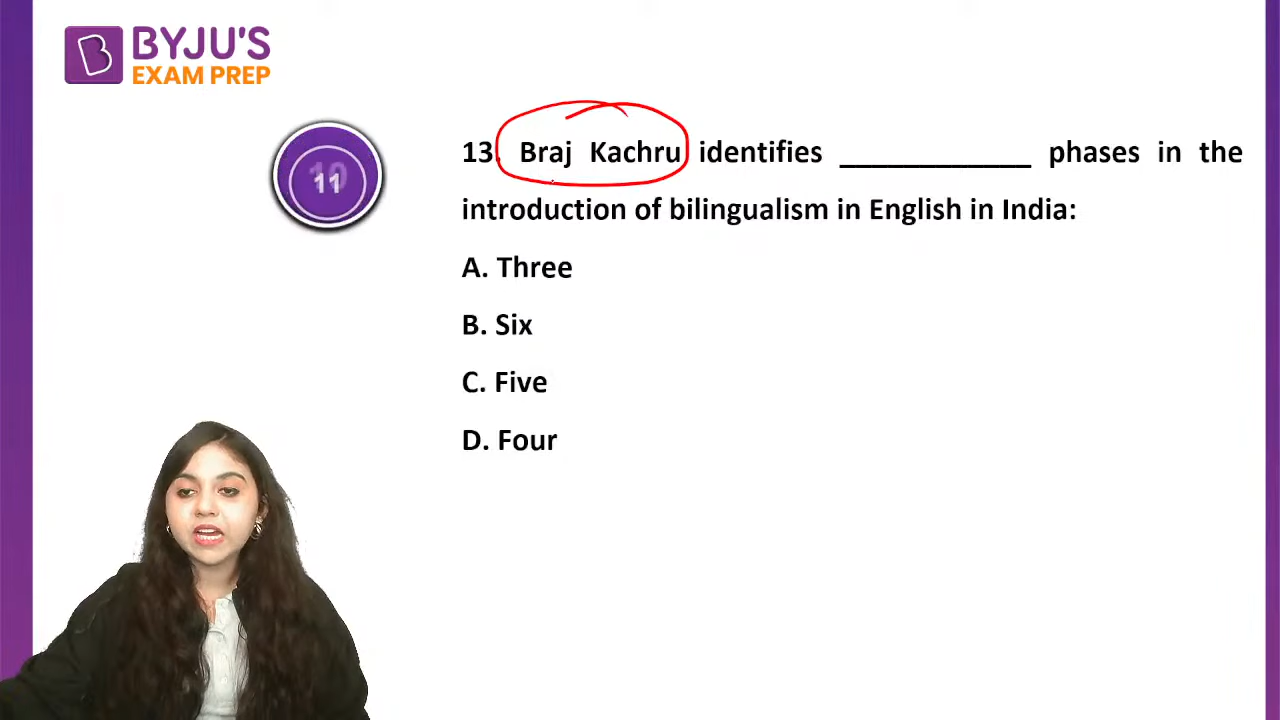 BYJU'S
EXAM PREP
11
13. Braj Kachru identifies ____________ phases in the
introduction of bilingualism in English in India:
A. Three
B. Six
C. Five
D. Four